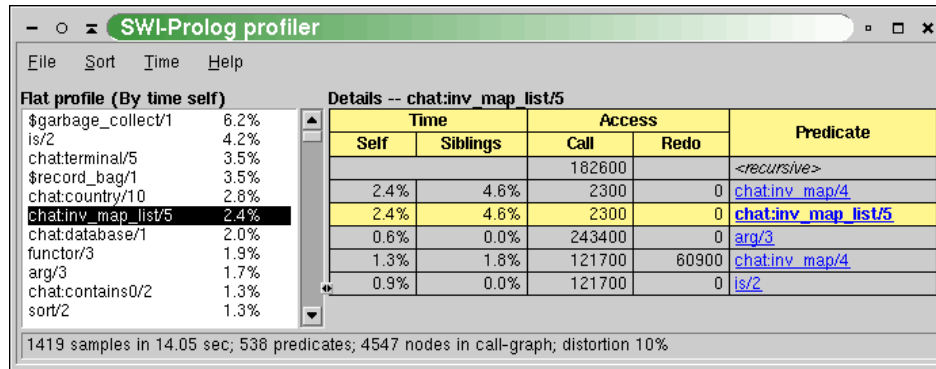 SWI-Prolog profiler
File Sort Time Help
Flat profile (By time self)
$garbage_collect/1 6.2%
is/2 4.2%
chat:terminal/5 3.5%
$record_bag/1 3.5%
chat:country/10 2.8%
chat:inv_map_list/5 2.4%
chat:database/1 2.0%
functor/3 1.9%
arg/3 1.7%
chat:contains0/2 1.3%
sort/2 1.3%
Details -- chat:inv_map_list/5
Time Access Predicate
Self Siblings Call Redo
182600 <recursive>
2.4% 4.6% 2300 0 chat:inv_map/4
2.4% 4.6% 2300 0 chat:inv_map_list/5
0.6% 0.0% 243400 0 arg/3
1.3% 1.8% 121700 60900 chat:inv_map/4
0.9% 0.0% 121700 0 is/2
1419 samples in 14.05 sec; 538 predicates; 4547 nodes in call-graph; distortion 10%